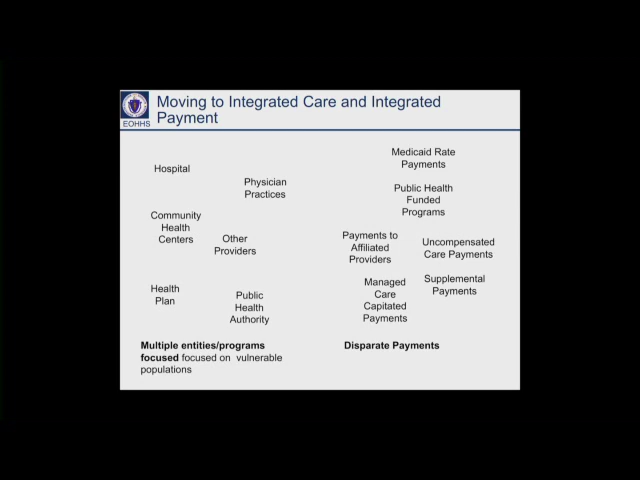 Moving to Integrated Care and Integrated
Payment
EOHHS
Hospital
Physician
Practices
Community
Health
Centers
Other
Providers
Health
Plan
Public
Health
Authority
Multiple entities/programs
focused focused on vulnerable
populations
Medicaid Rate
Payments
Public Health
Funded
Programs
Payments to
Affiliated
Providers
Uncompensated
Care Payments
Managed
Care
Capitated
Payments
Supplemental
Payments
Disparate Payments